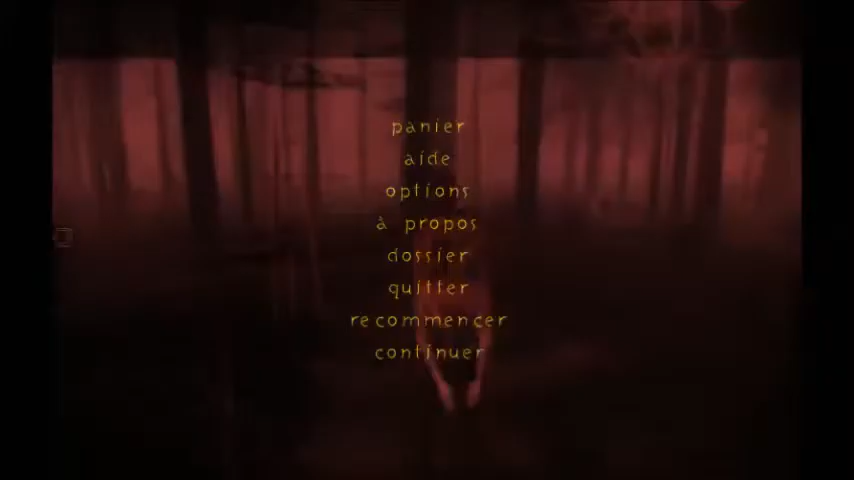 panier
aide
options
à propos
dossier
quitter
recommencer
continuer